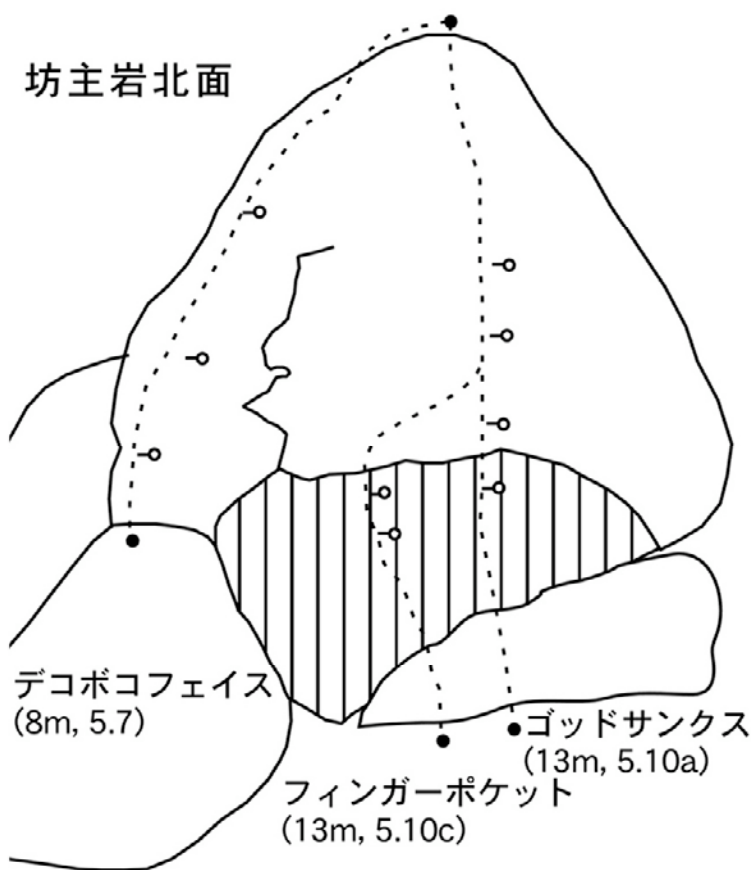 坊主岩北面
デコボコフェイス
(8m, 5.7)
ゴッドサンクス
(13m, 5.10a)
フィンガーポケット
(13m, 5.10c)